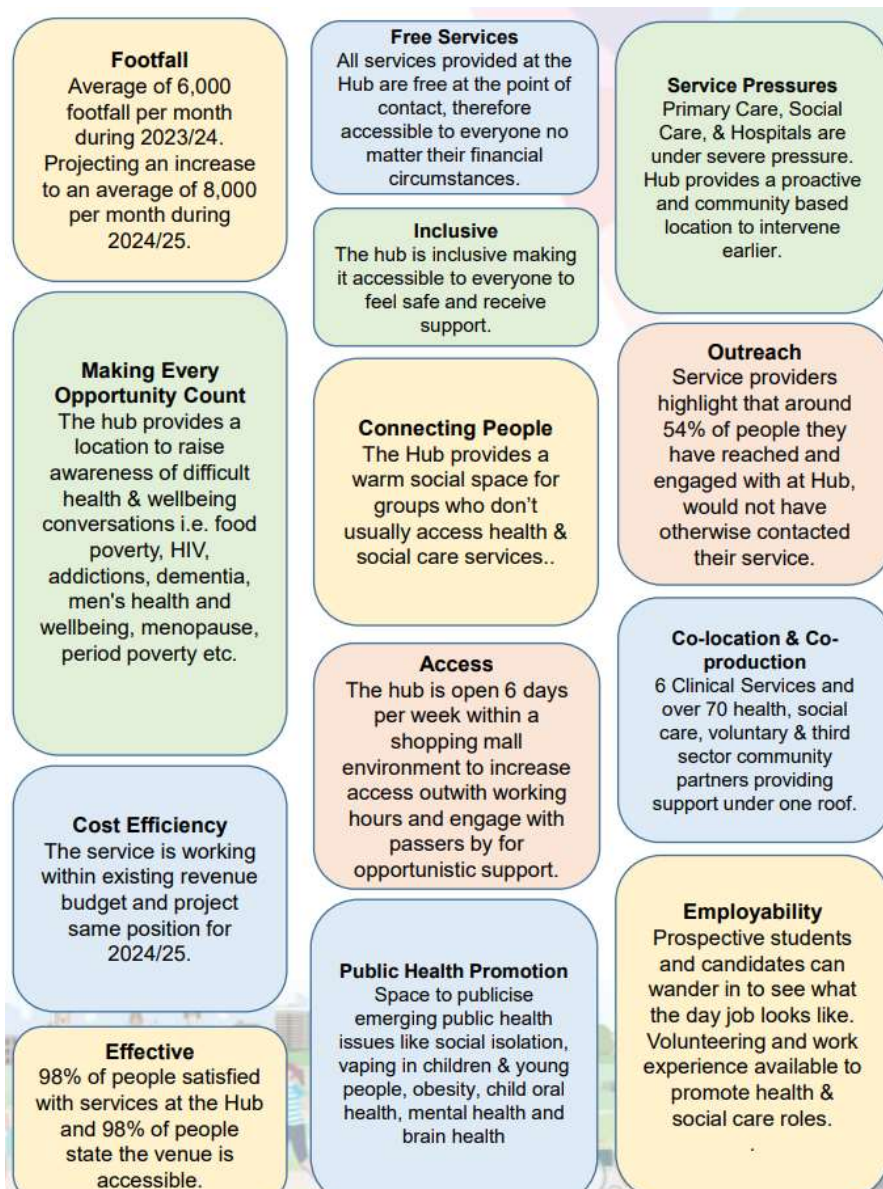 Footfall
Average of 6,000
footfall per month
during 2023/24.
Projecting an increase
to an average of 8,000
per month during
2024/25.
Making Every
Opportunity Count
The hub provides a
location to raise
awareness of difficult
health & wellbeing
conversations i.e. food
poverty, HIV,
addictions, dementia,
men's health and
wellbeing, menopause,
period poverty etc.
Cost Efficiency
The service is working
within existing revenue
budget and project
same position for
2024/25.
Effective
98% of people satisfied
with services at the Hub
and 98% of people
state the venue is
accessible.
Free Services
All services provided at the
Hub are free at the point of
contact, therefore
accessible to everyone no
matter their financial
circumstances.
Inclusive
The hub is inclusive making
it accessible to everyone to
feel safe and receive
support.
Connecting People
The Hub provides a
warm social space for
groups who don't
usually access health &
social care services..
Access
The hub is open 6 days
per week within a
shopping mall
environment to increase
access outwith working
hours and engage with
passers by for
opportunistic support.
Public Health Promotion
Space to publicise
emerging public health
issues like social isolation,
vaping in children & young
people, obesity, child oral
health, mental health and
brain health
Service Pressures
Primary Care, Social
Care, & Hospitals are
under severe pressure.
Hub provides a proactive
and community based
location to intervene
earlier.
Outreach
Service providers
highlight that around
54% of people they
have reached and
engaged with at Hub,
would not have
otherwise contacted
their service.
Co-location & Co-
production
6 Clinical Services and
over 70 health, social
care, voluntary & third
sector community
partners providing
support under one roof.
Employability
Prospective students
and candidates can
wander in to see what
the day job looks like.
Volunteering and work
experience available to
promote health &
social care roles.
.